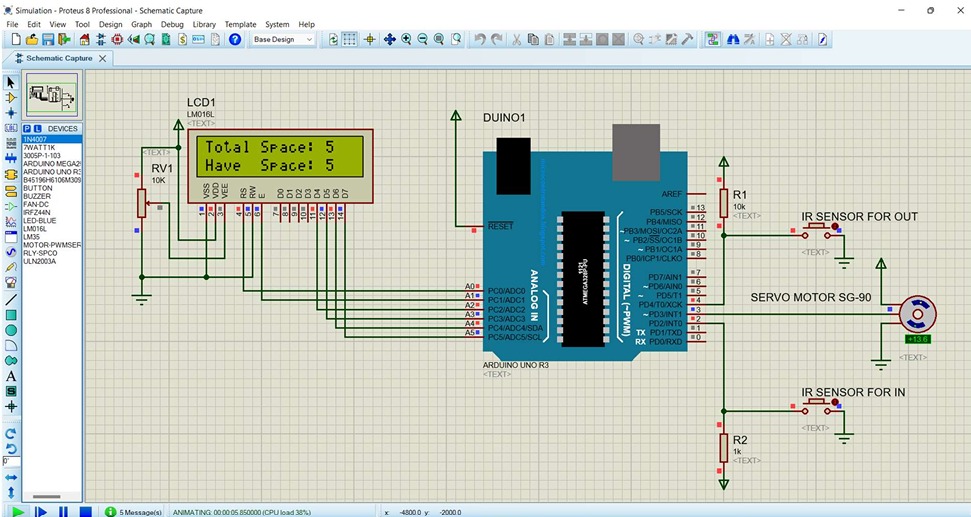 Simulation - Proteus 8 Professional - Schematic Capture
File Edit View Tool Design Graph Debug Library Template System Help
Base Design
Schematic Capture
P L DEVICES
1N4007
7WATT1K
3005P-1-103
ARDUINO MEGA2
ARDUINO UNO R3
B45196H6106M309
BUTTON
BUZZER
FAN-DC
IRFZ44N
LED-BLUE
LM016L
LM35
MOTOR-PWMSER
RLY-SPCO
ULN2003A
LCD1
LM016L
<TEXT>
Total Space: 5
Have Space: 5
VSS VDD VEE RS RW E D0 D1 D2 D3 D4 D5 D6 D7
1 2 3 4 5 6 7 8 9 10 11 12 13 14
<TEXT>
RV1
10K
DUINO1
RESET
AREF
PB5/SCK 13
PB4/MISO 12
~PB3/MOSI/OC2A 11
~PB2/SS/OC1B 10
~PB1/OC1A 9
PB0/ICP1/CLKO 8
PD7/AIN1 7
~PD6/AIN0 6
~PD5/T1 5
PD4/T0/XCK 4
~PD3/INT1 3
PD2/INT0 2
TX PD1/TXD 1
RX PD0/RXD 0
A0 PC0/ADC0
A1 PC1/ADC1
A2 PC2/ADC2
A3 PC3/ADC3
A4 PC4/ADC4/SDA
A5 PC5/ADC5/SCL
ANALOG IN
ATMEGA328P-PU
1121
DIGITAL (~PWM)
ARDUINO UNO R3
<TEXT>
R1
10k
<TEXT>
IR SENSOR FOR OUT
<TEXT>
SERVO MOTOR SG-90
+13.6
<TEXT>
IR SENSOR FOR IN
<TEXT>
R2
1k
<TEXT>
0°
5 Message(s)
ANIMATING: 00:00:05.850000 (CPU load 38%)
x: -4800.0 y: -2000.0